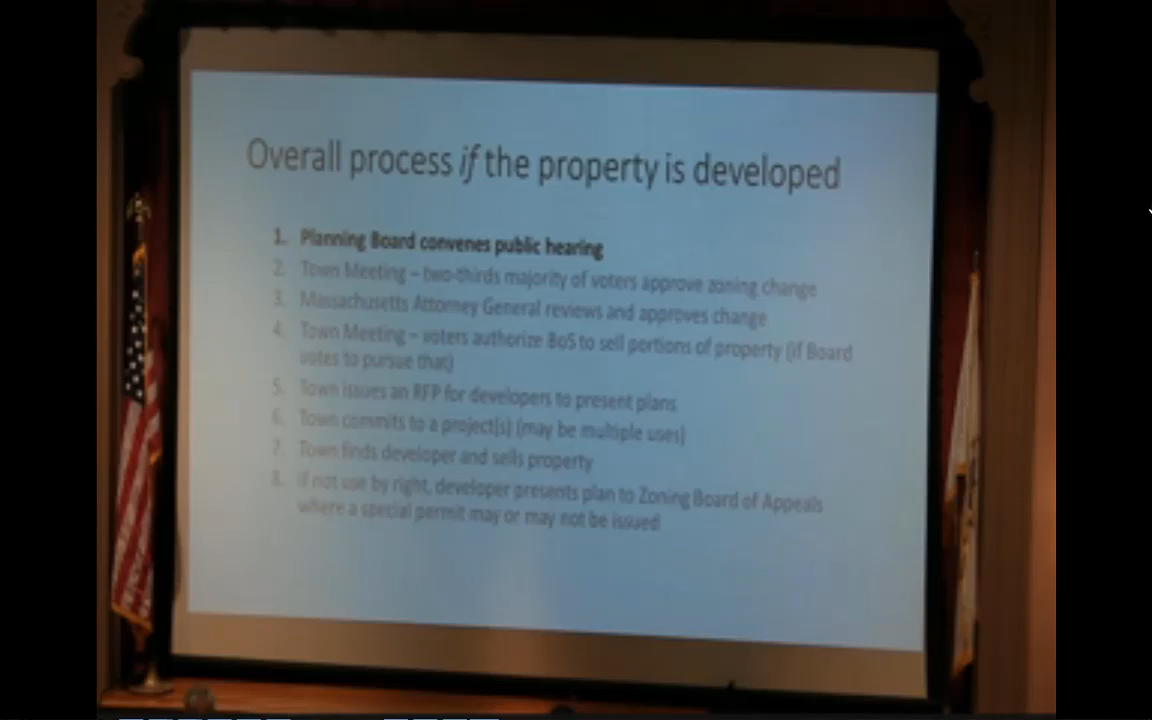 Overall process if the property is developed
1. Planning Board convenes public hearing
2. Town Meeting – two-thirds majority of voters approve zoning change
3. Massachusetts Attorney General reviews and approves change
4. Town Meeting – voters authorize BoS to sell portions of property (if Board
votes to pursue that)
5. Town issues an RFP for developers to present plans
6. Town commits to a project(s) (may be multiple uses)
7. Town finds developer and sells property
8. If not use by right, developer presents plan to Zoning Board of Appeals
where a special permit may or may not be issued